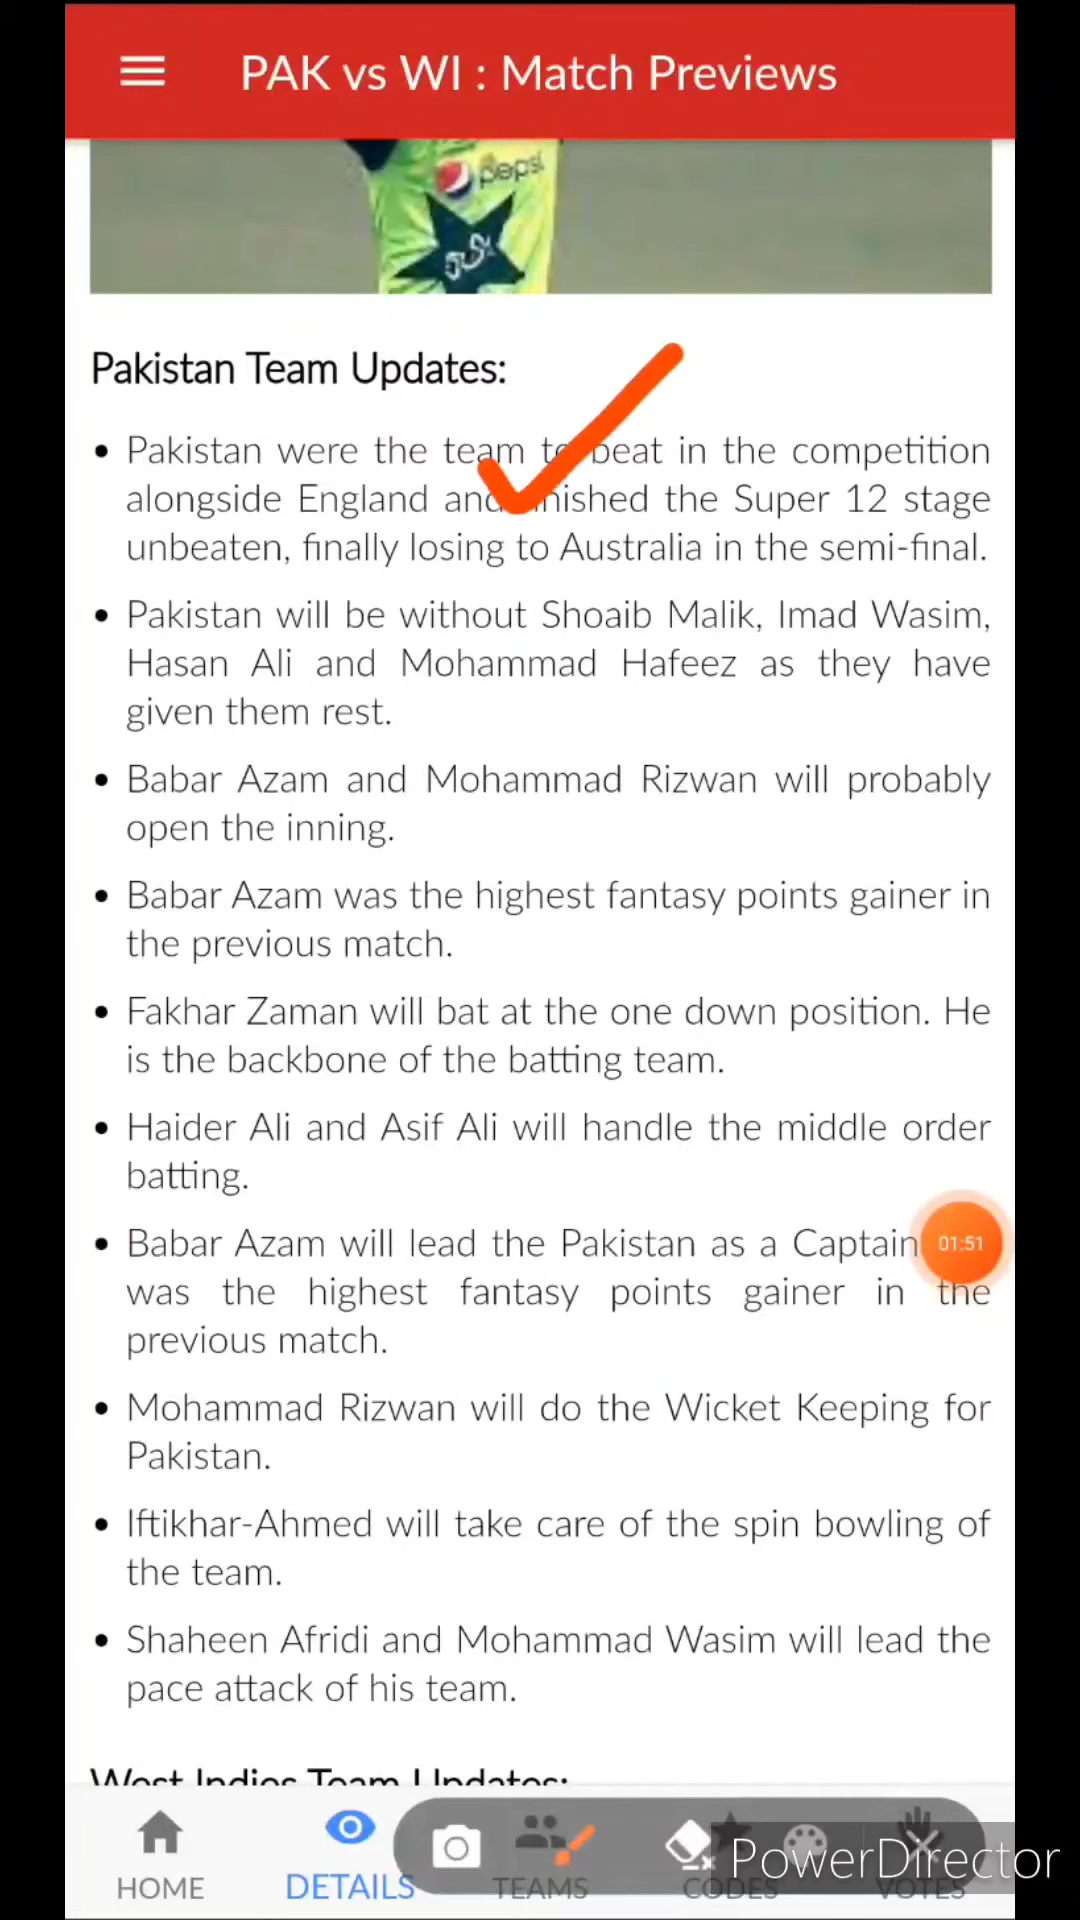 PAK vs WI : Match Previews
pepsi
Pakistan Team Updates:
Pakistan were the team to beat in the competition
alongside England and finished the Super 12 stage
unbeaten, finally losing to Australia in the semi-final.
Pakistan will be without Shoaib Malik, Imad Wasim,
Hasan Ali and Mohammad Hafeez as they have
given them rest.
Babar Azam and Mohammad Rizwan will probably
open the inning.
Babar Azam was the highest fantasy points gainer in
the previous match.
Fakhar Zaman will bat at the one down position. He
is the backbone of the batting team.
Haider Ali and Asif Ali will handle the middle order
batting.
Babar Azam will lead the Pakistan as a Captain
01:51
was the highest fantasy points gainer in the
previous match.
Mohammad Rizwan will do the Wicket Keeping for
Pakistan.
Iftikhar-Ahmed will take care of the spin bowling of
the team.
Shaheen Afridi and Mohammad Wasim will lead the
pace attack of his team.
West Indies Team Updates:
HOME DETAILS TEAMS CODES VOTES
PowerDirector